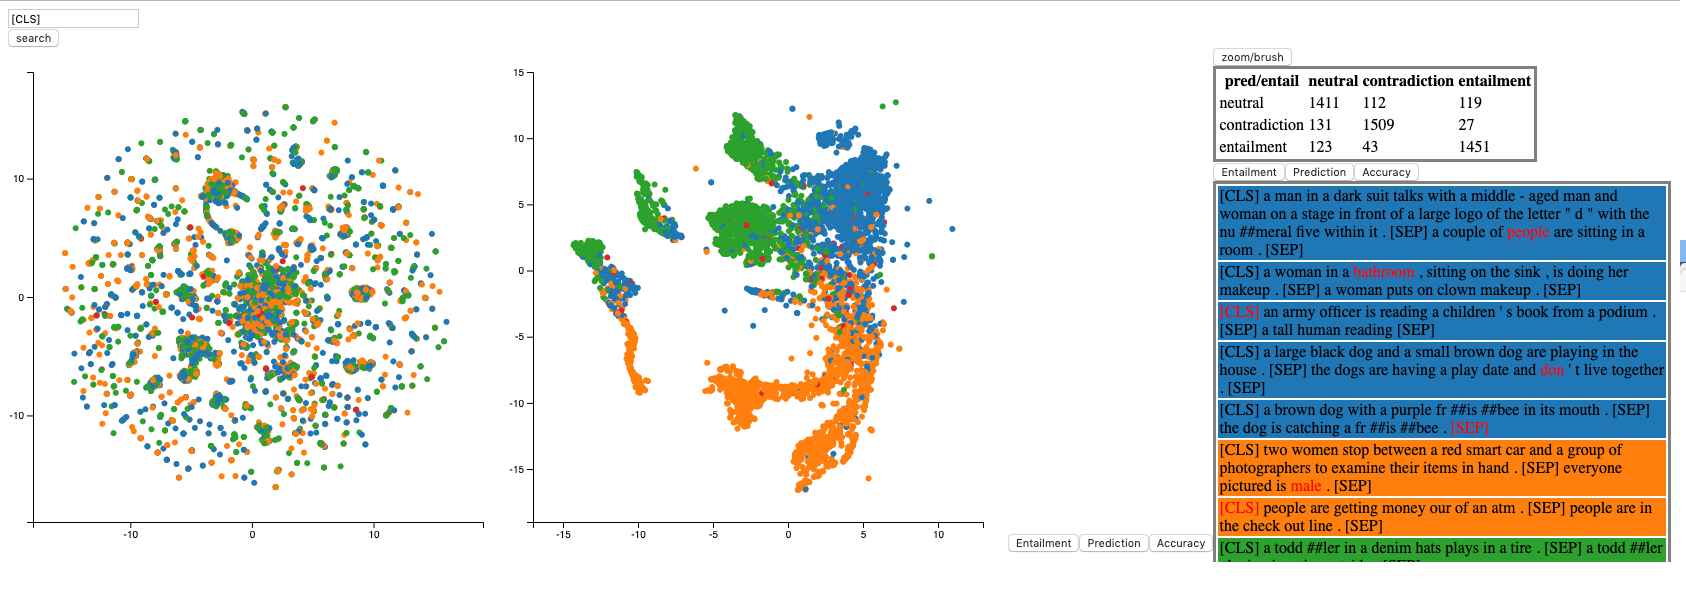 [CLS]
search
10
0
-10
-10
0
10
15
10
5
0
-5
-10
-15
-15
-10
-5
0
5
10
Entailment Prediction Accuracy
zoom/brush
pred/entail neutral contradiction entailment
neutral 1411 112 119
contradiction 131 1509 27
entailment 123 43 1451
Entailment Prediction Accuracy
[CLS] a man in a dark suit talks with a middle - aged man and
woman on a stage in front of a large logo of the letter " d " with the
nu ##meral five within it . [SEP] a couple of people are sitting in a
room . [SEP]
[CLS] a woman in a bathroom , sitting on the sink , is doing her
makeup . [SEP] a woman puts on clown makeup . [SEP]
[CLS] an army officer is reading a children ' s book from a podium .
[SEP] a tall human reading [SEP]
[CLS] a large black dog and a small brown dog are playing in the
house . [SEP] the dogs are having a play date and don ' t live together
. [SEP]
[CLS] a brown dog with a purple fr ##is ##bee in its mouth . [SEP]
the dog is catching a fr ##is ##bee . [SEP]
[CLS] two women stop between a red smart car and a group of
photographers to examine their items in hand . [SEP] everyone
pictured is male . [SEP]
[CLS] people are getting money our of an atm . [SEP] people are in
the check out line . [SEP]
[CLS] a todd ##ler in a denim hats plays in a tire . [SEP] a todd ##ler